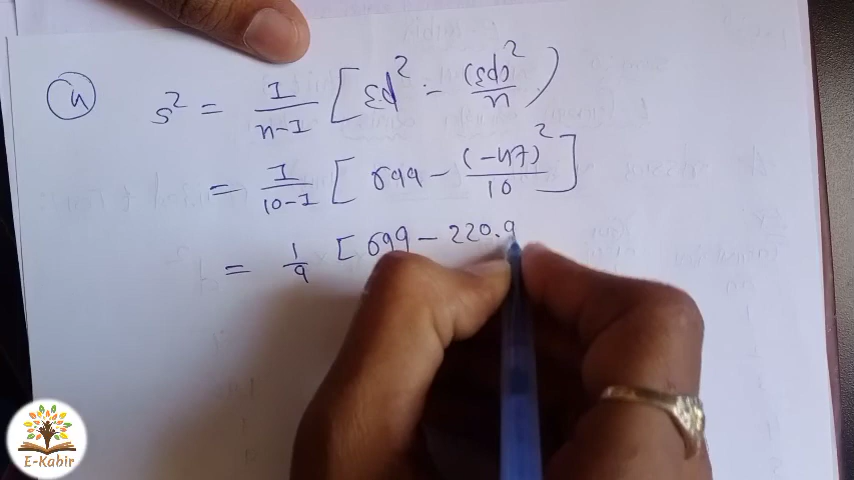 ④ s² = 1/(n-1) [Σd² - (Σd)²/n)
= 1/(10-1) [699 - (-47)²/10]
= 1/9 [699 - 220.9
E-Kabir